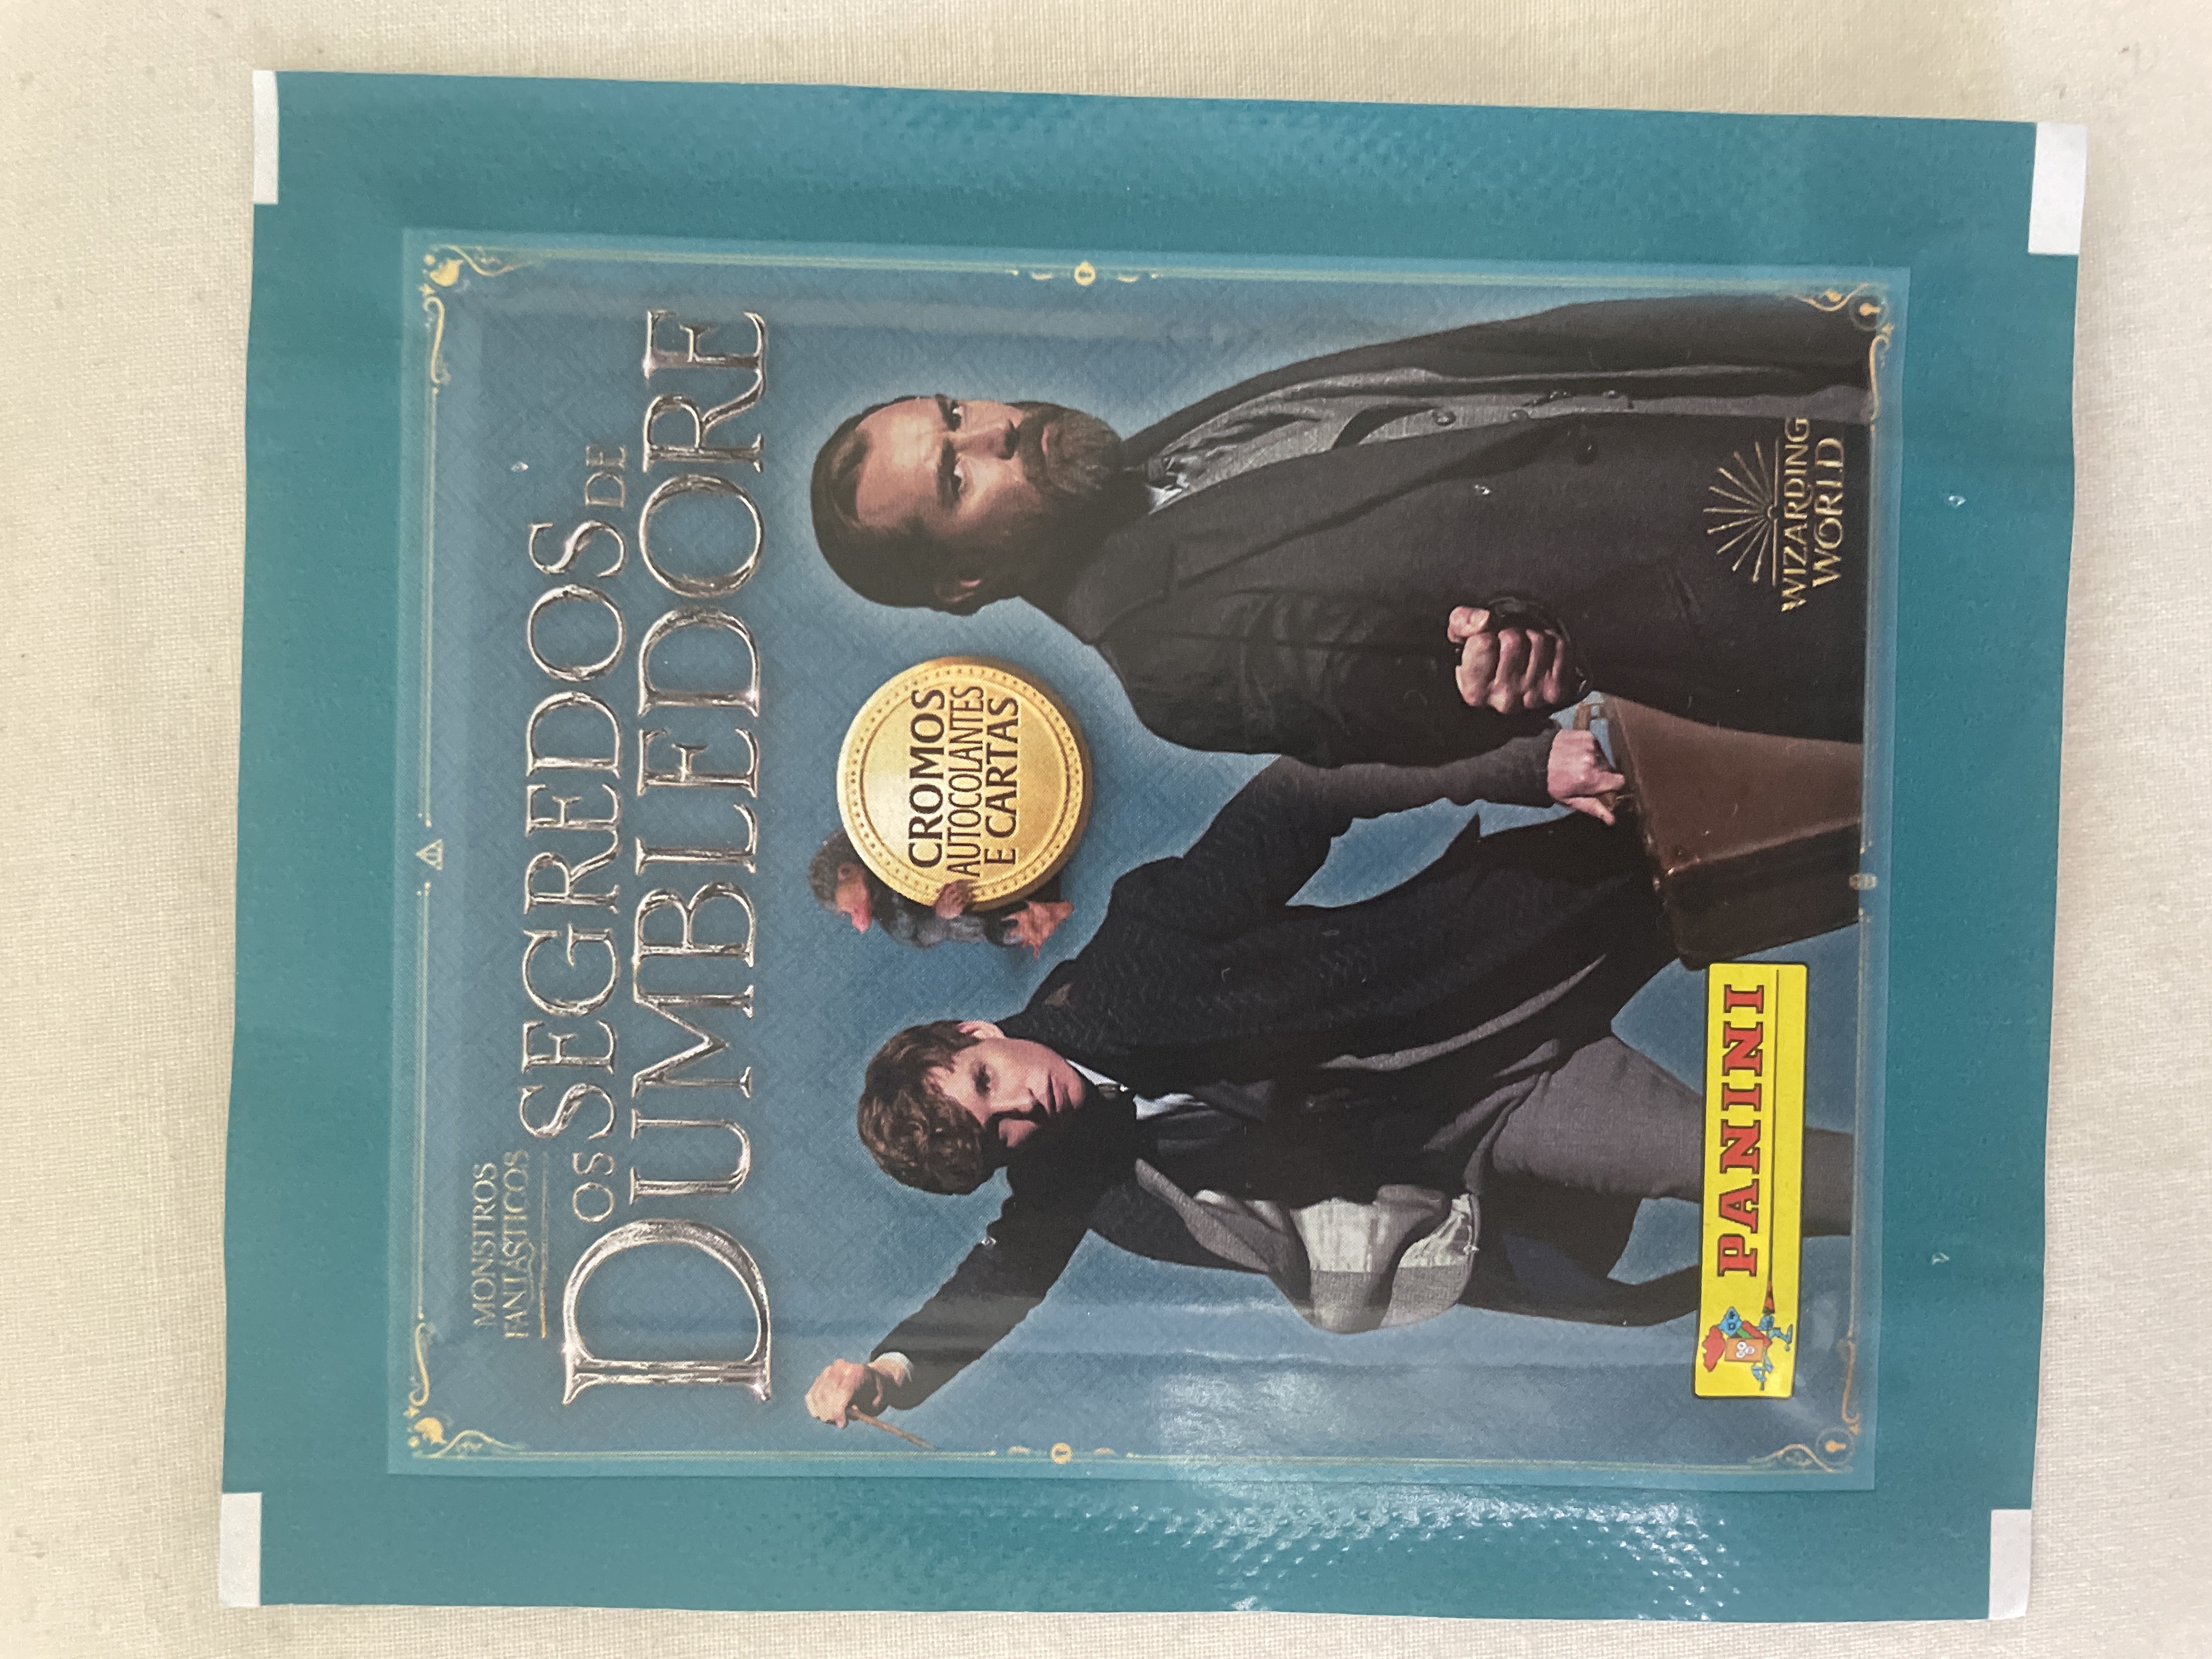 MONSTROS
FANTÁSTICOS
OS SEGREDOS DE
DUMBLEDORE
CROMOS
AUTOCOLANTES
E CARTAS
PANINI
WIZARDING
WORLD